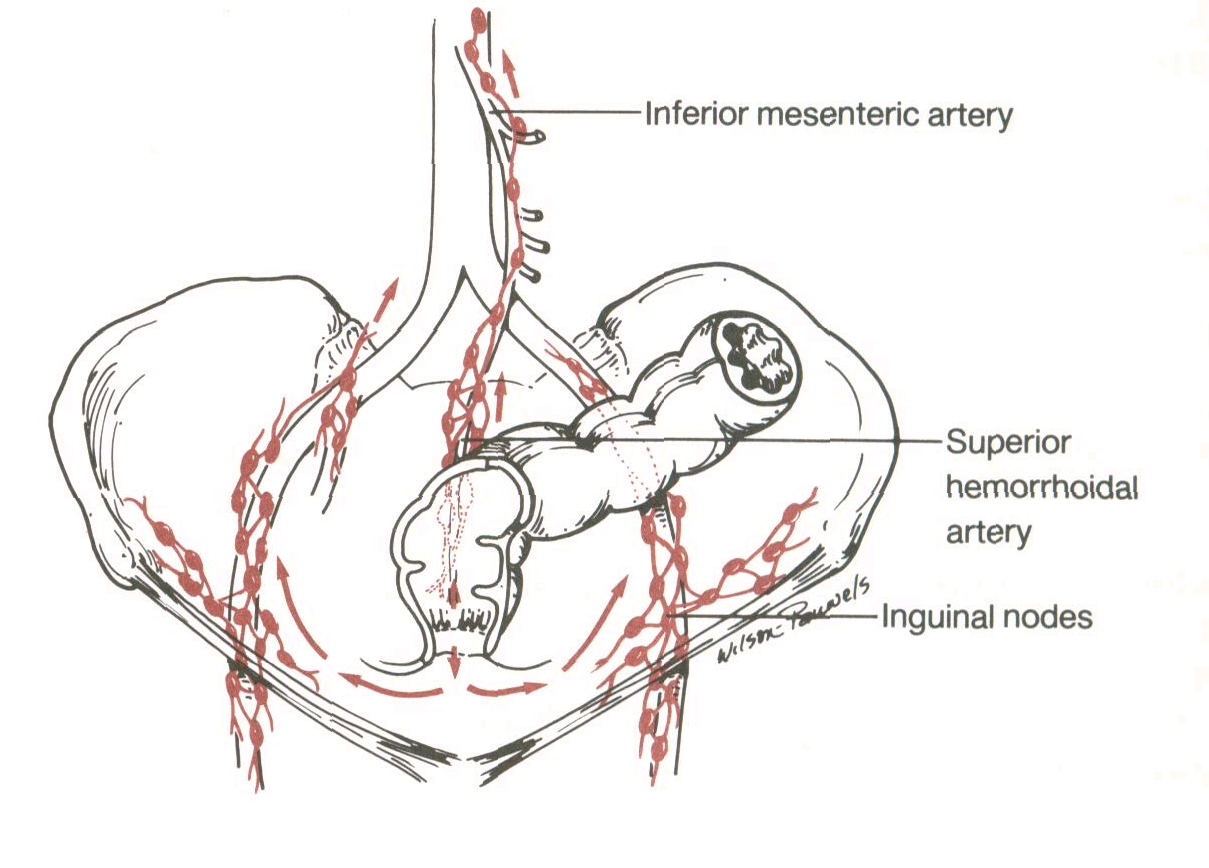 Inferior mesenteric artery
Superior
hemorrhoidal
artery
Inguinal nodes
Wilson-Pauwels